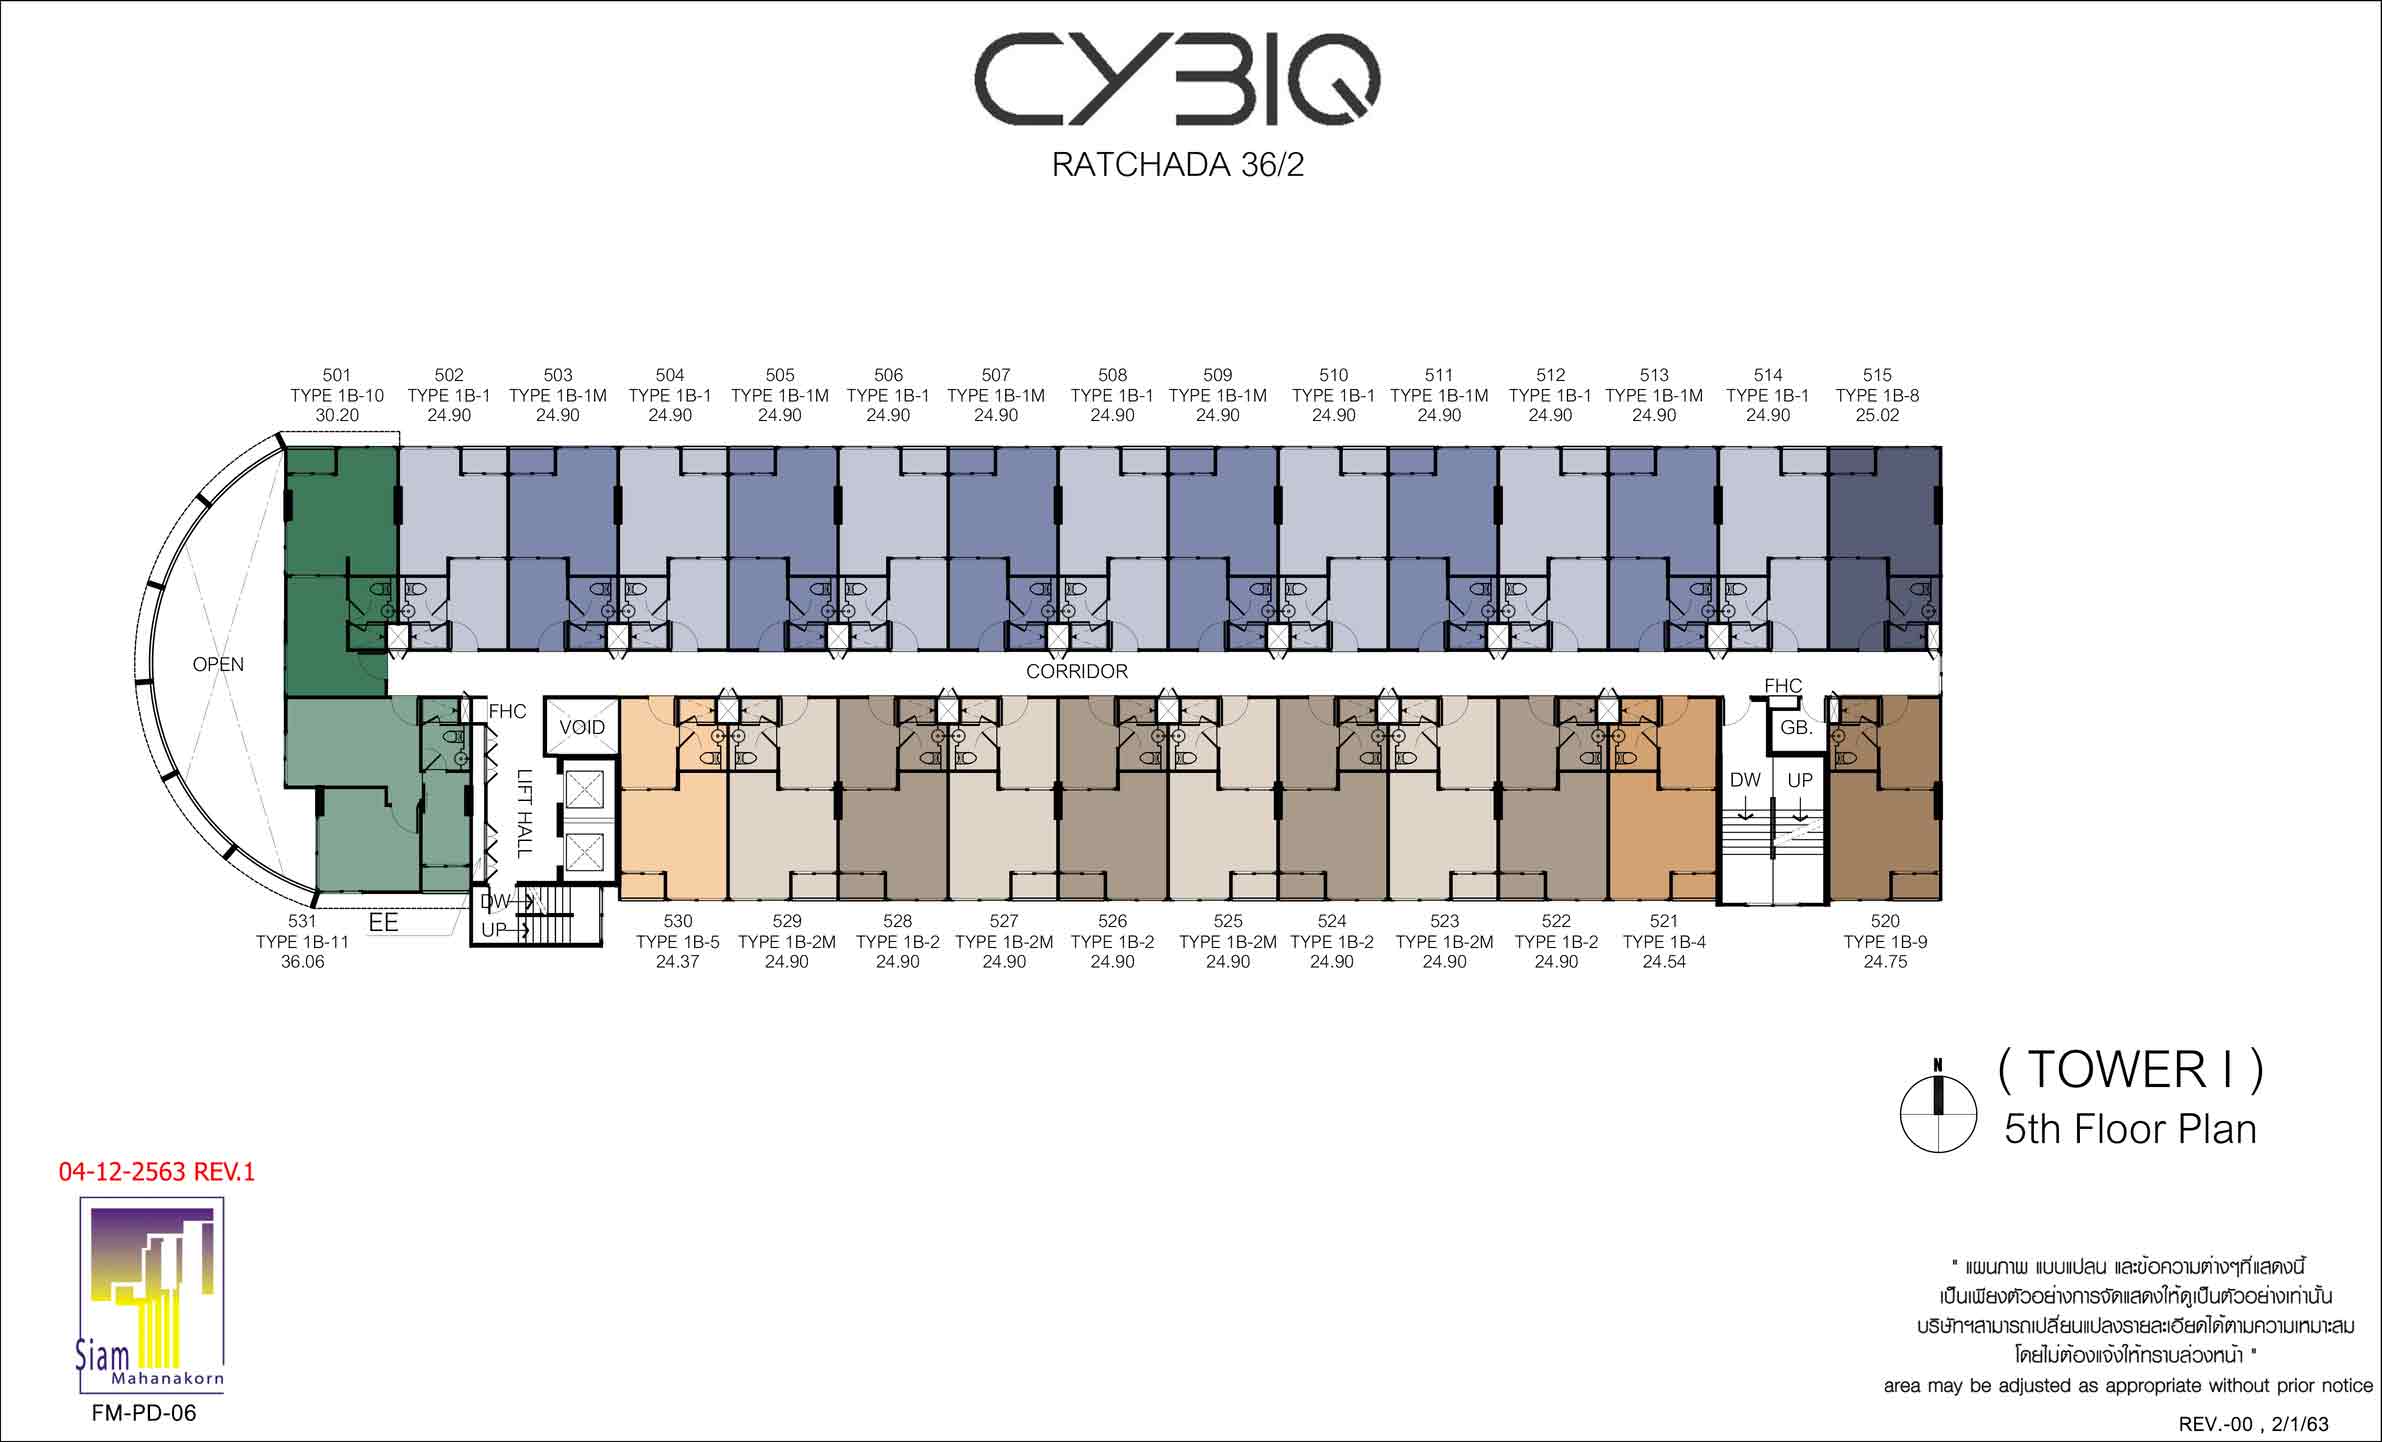 CYBIQ
RATCHADA 36/2
501 502 503 504 505 506 507 508 509 510 511 512 513 514 515
TYPE 1B-10 TYPE 1B-1 TYPE 1B-1M TYPE 1B-1 TYPE 1B-1M TYPE 1B-1 TYPE 1B-1M TYPE 1B-1 TYPE 1B-1M TYPE 1B-1 TYPE 1B-1M TYPE 1B-1 TYPE 1B-1M TYPE 1B-1 TYPE 1B-8
30.20 24.90 24.90 24.90 24.90 24.90 24.90 24.90 24.90 24.90 24.90 24.90 24.90 24.90 25.02
OPEN
CORRIDOR
FHC
FHC
VOID
GB.
LIFT HALL
DW UP
DW
UP
EE
531 530 529 528 527 526 525 524 523 522 521 520
TYPE 1B-11 TYPE 1B-5 TYPE 1B-2M TYPE 1B-2 TYPE 1B-2M TYPE 1B-2 TYPE 1B-2M TYPE 1B-2 TYPE 1B-2M TYPE 1B-2 TYPE 1B-4 TYPE 1B-9
36.06 24.37 24.90 24.90 24.90 24.90 24.90 24.90 24.90 24.90 24.54 24.75
N
( TOWER I )
5th Floor Plan
04-12-2563 REV.1
Siam
Mahanakorn
FM-PD-06
" แผนภาพ แบบแปลน และข้อความต่างๆที่แสดงนี้
เป็นเพียงตัวอย่างการจัดแสดงให้ดูเป็นตัวอย่างเท่านั้น
บริษัทฯสามารถเปลี่ยนแปลงรายละเอียดได้ตามความเหมาะสม
โดยไม่ต้องแจ้งให้ทราบล่วงหน้า "
area may be adjusted as appropriate without prior notice
REV.-00 , 2/1/63